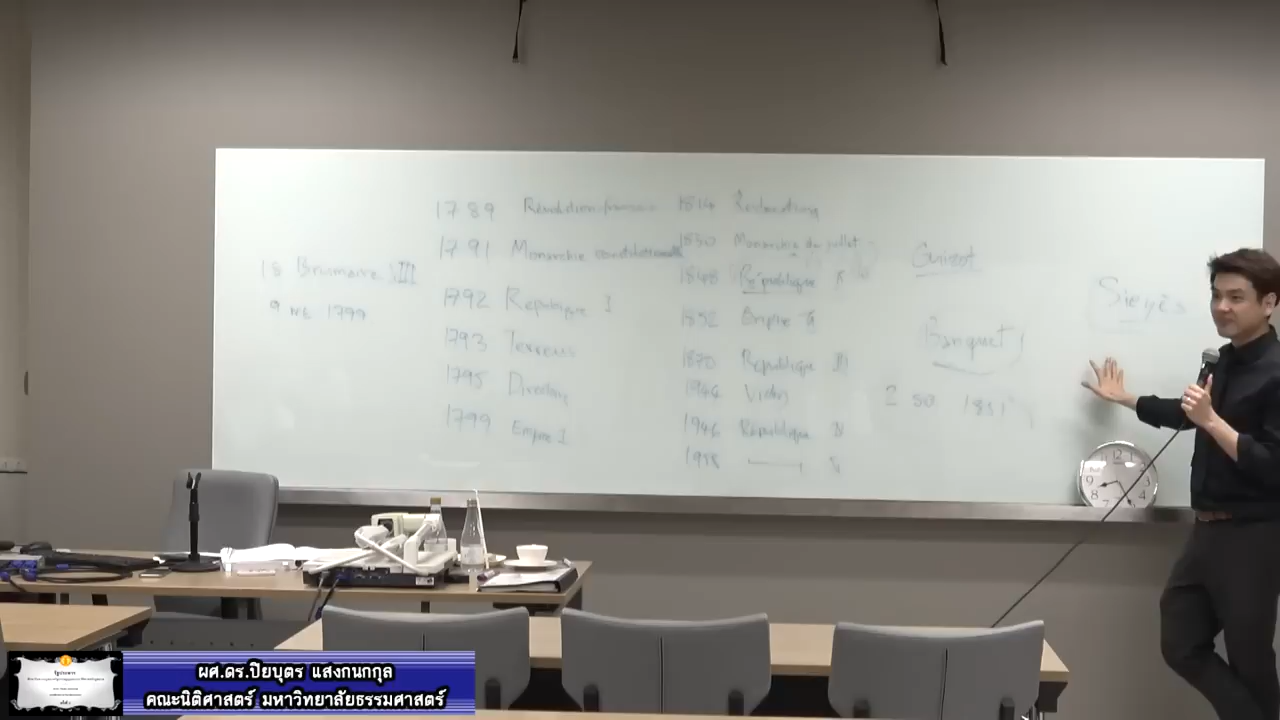 1789 Révolution française
1791 Monarchie constitutionnelle
18 Brumaire VIII
9 พย 1799
1792 République I
1793 Terreur
1795 Directoire
1799 Empire I
1814 Restauration
1830 Monarchie de juillet
1848 République II
1852 Empire II
1870 République III
Vichy
1946 République IV
1958 V
Guizot
Banquet
2 ธค 1851
Sieyès
ผศ.ดร.ปิยบุตร แสงกนกกุล
คณะนิติศาสตร์ มหาวิทยาลัยธรรมศาสตร์